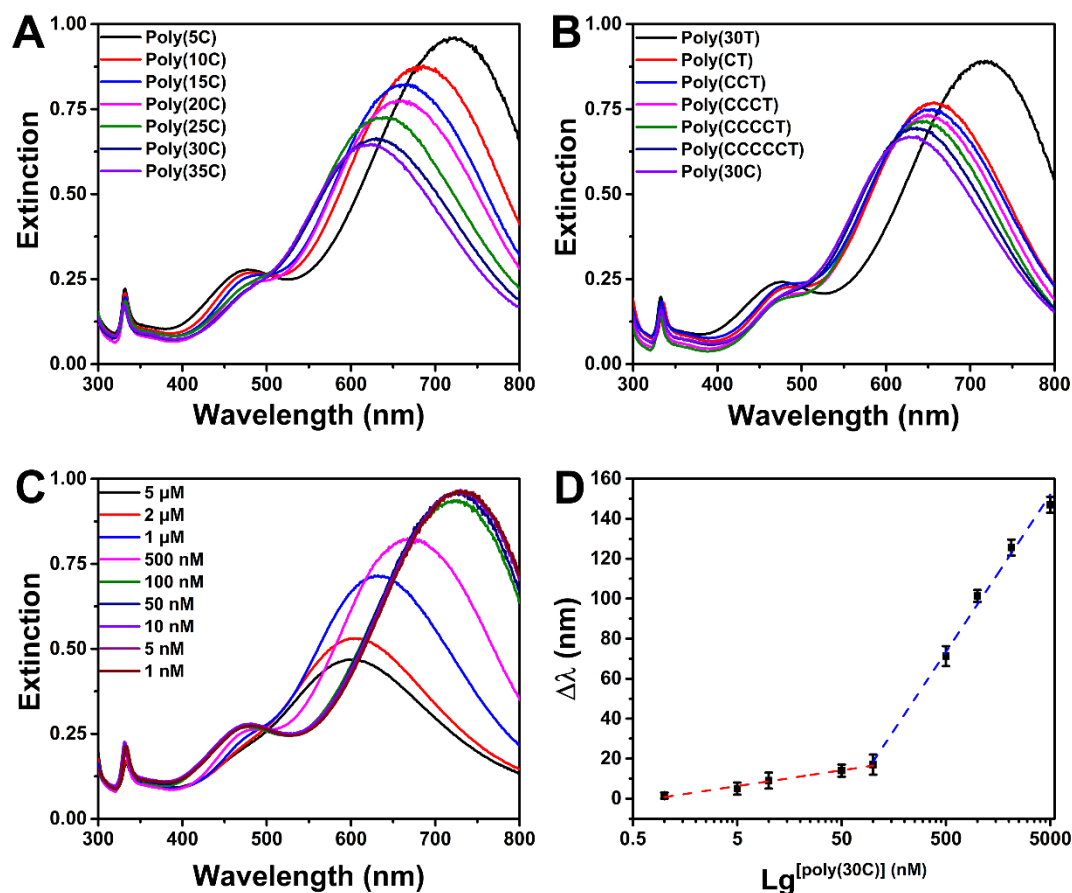 A
Extinction
1.00
0.75
0.50
0.25
0.00
Poly(5C)
Poly(10C)
Poly(15C)
Poly(20C)
Poly(25C)
Poly(30C)
Poly(35C)
300 400 500 600 700 800
Wavelength (nm)
B
Extinction
1.00
0.75
0.50
0.25
0.00
Poly(30T)
Poly(CT)
Poly(CCT)
Poly(CCCT)
Poly(CCCCT)
Poly(CCCCCT)
Poly(30C)
300 400 500 600 700 800
Wavelength (nm)
C
Extinction
1.00
0.75
0.50
0.25
0.00
5 µM
2 µM
1 µM
500 nM
100 nM
50 nM
10 nM
5 nM
1 nM
300 400 500 600 700 800
Wavelength (nm)
D
Δλ (nm)
160
140
120
100
80
60
40
20
0
0.5 5 50 500 5000
Lg[poly(30C)] (nM)